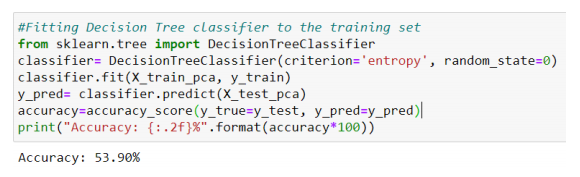 #Fitting Decision Tree classifier to the training set
from sklearn.tree import DecisionTreeClassifier
classifier= DecisionTreeClassifier(criterion='entropy', random_state=0)
classifier.fit(X_train_pca, y_train)
y_pred= classifier.predict(X_test_pca)
accuracy=accuracy_score(y_true=y_test, y_pred=y_pred)
print("Accuracy: {:.2f}%".format(accuracy*100))
Accuracy: 53.90%